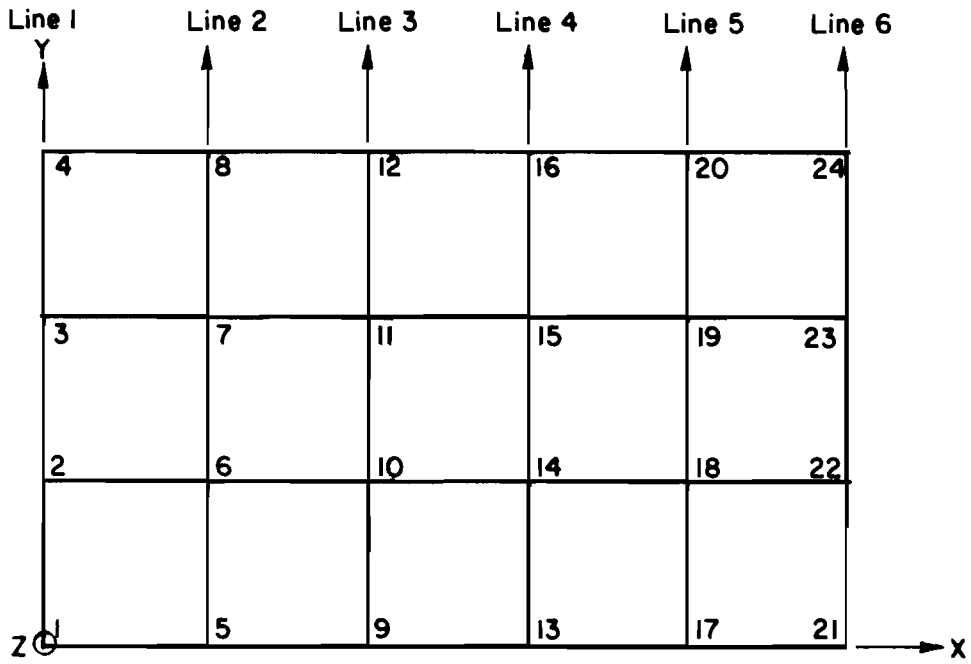 Line 1 Line 2 Line 3 Line 4 Line 5 Line 6
Y
4 8 12 16 20 24
3 7 11 15 19 23
2 6 10 14 18 22
Z 1 5 9 13 17 21 X